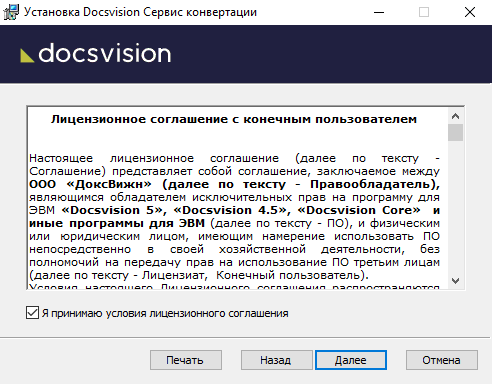 Установка Docsvision Сервис конвертации
docsvision
Лицензионное соглашение с конечным пользователем
Настоящее лицензионное соглашение (далее по тексту -
Соглашение) представляет собой соглашение, заключаемое между
ООО «ДоксВижн» (далее по тексту - Правообладатель),
являющимся обладателем исключительных прав на программу для
ЭВМ «Docsvision 5», «Docsvision 4.5», «Docsvision Core» и
иные программы для ЭВМ (далее по тексту - ПО), и физическим
или юридическим лицом, имеющим намерение использовать ПО
непосредственно в своей хозяйственной деятельности, без
полномочий на передачу прав на использование ПО третьим лицам
(далее по тексту - Лицензиат, Конечный пользователь).
Условия настоящего Лицензионного соглашения распространяются
Я принимаю условия лицензионного соглашения
Печать Назад Далее Отмена